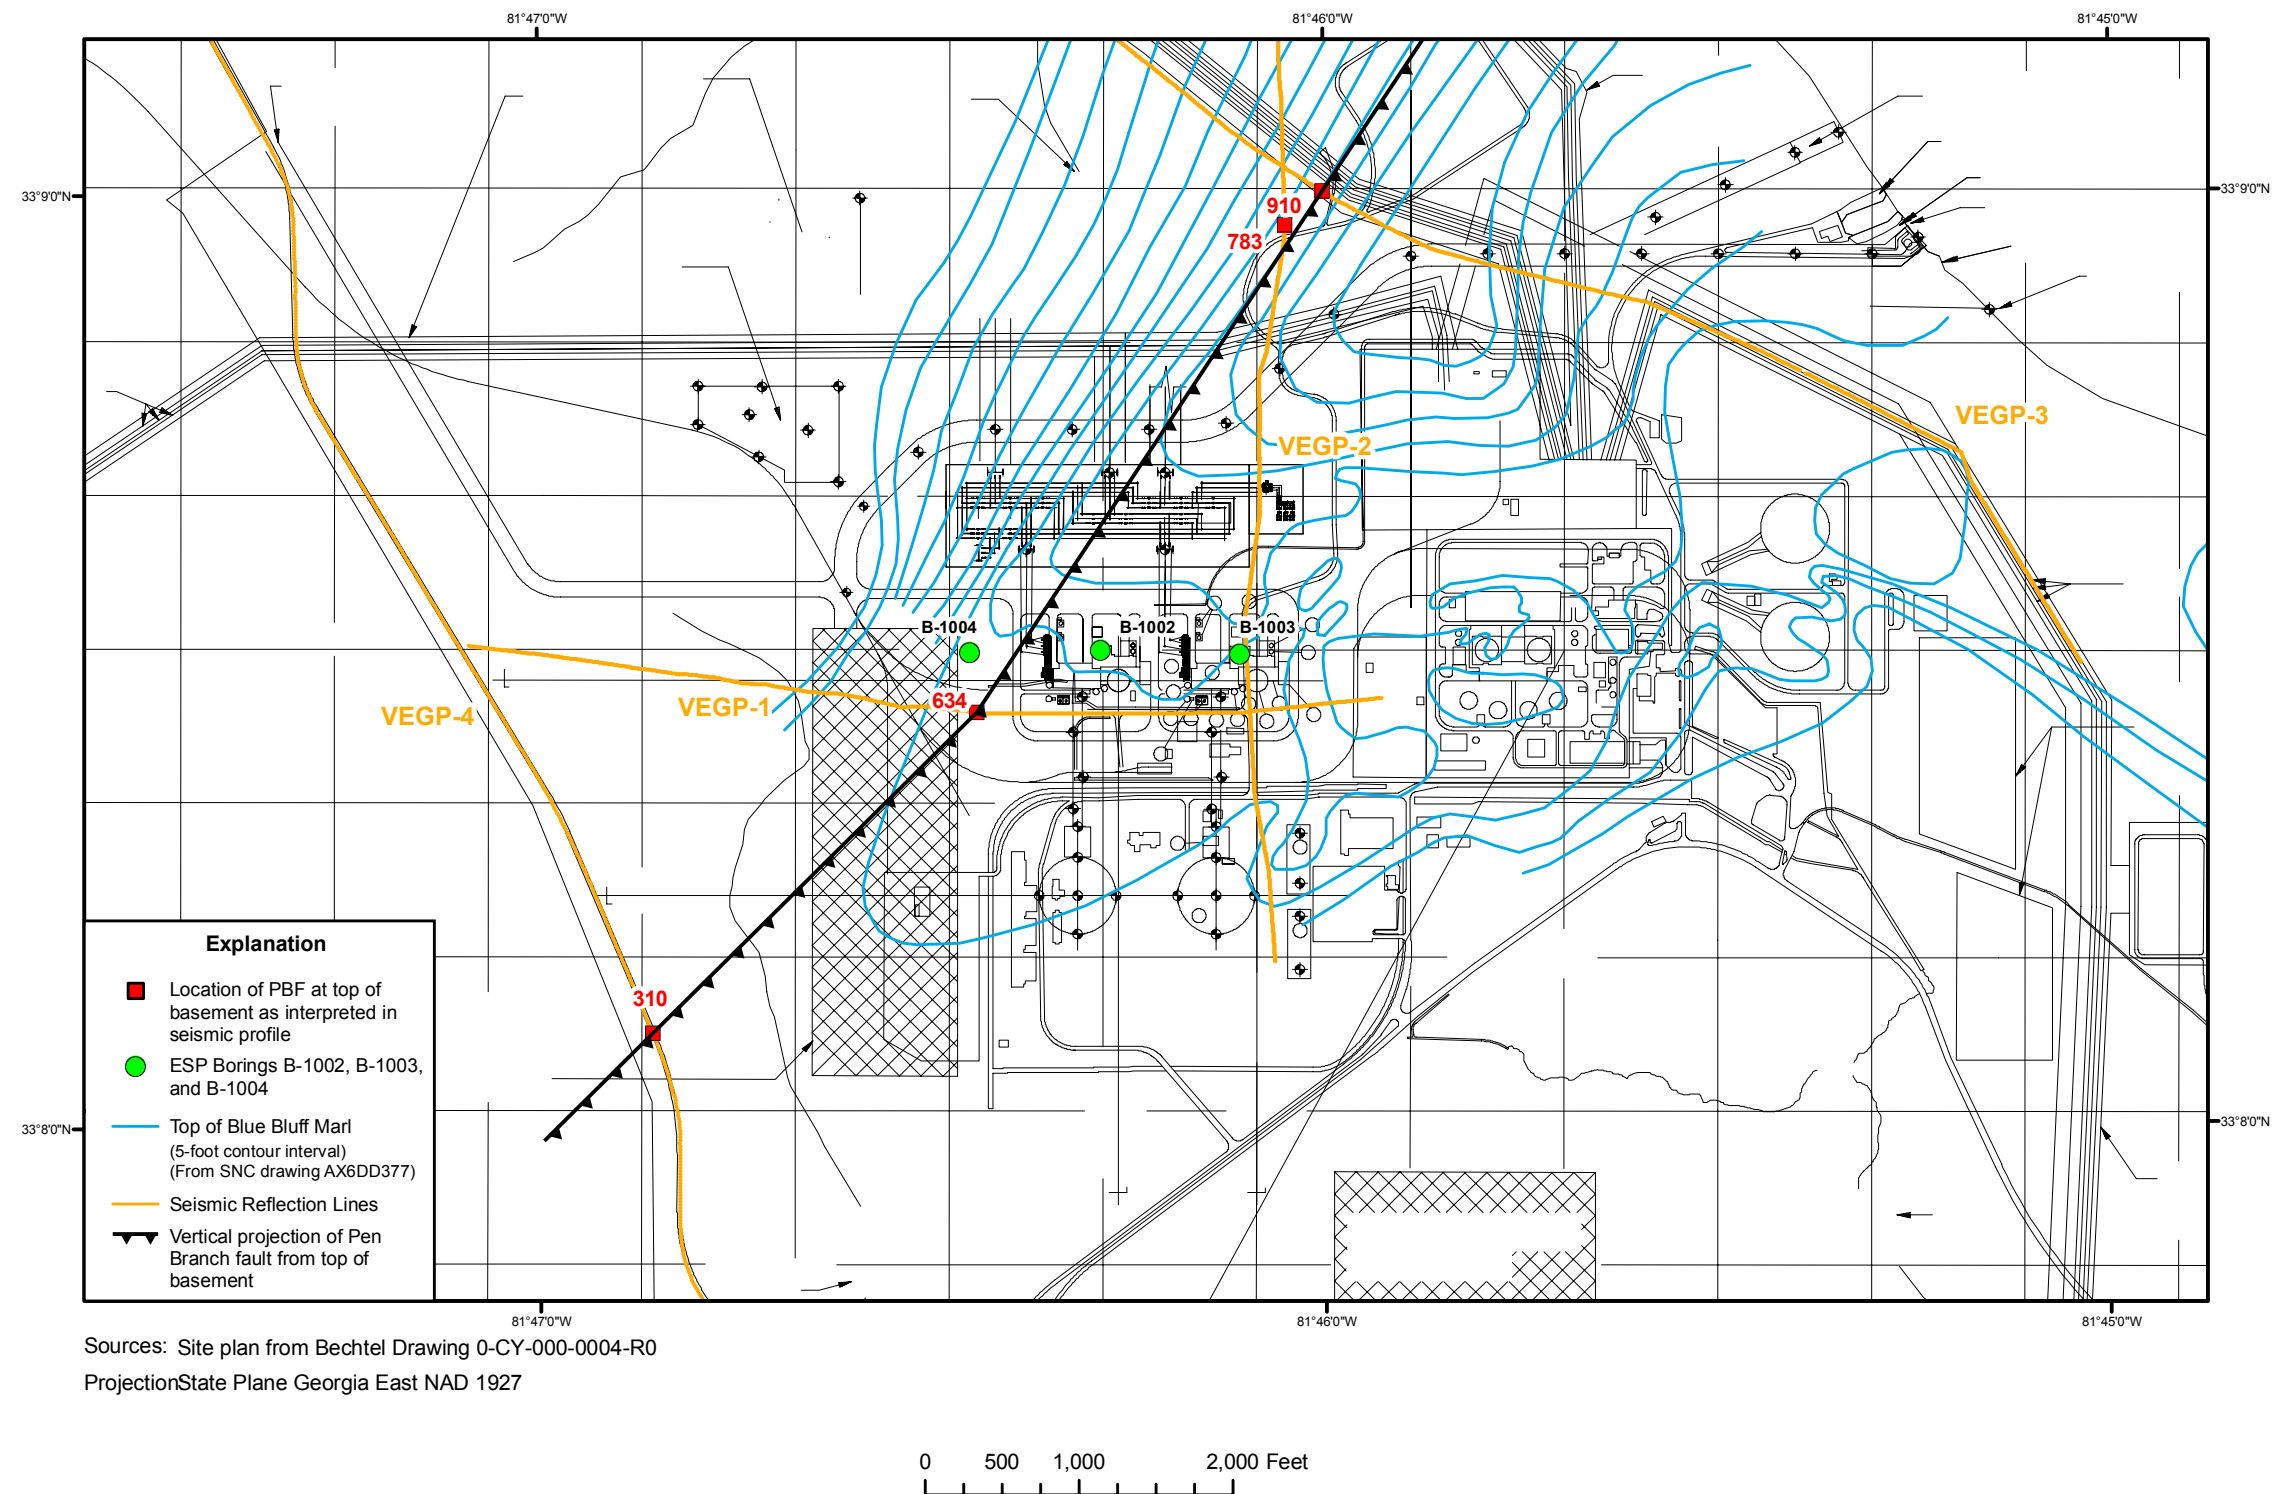 81°47'0"W
81°46'0"W
81°45'0"W
33°9'0"N
33°9'0"N
910
783
VEGP-3
VEGP-2
B-1004
B-1002
B-1003
634
VEGP-1
VEGP-4
310
Explanation
Location of PBF at top of
basement as interpreted in
seismic profile
ESP Borings B-1002, B-1003,
and B-1004
Top of Blue Bluff Marl
(5-foot contour interval)
(From SNC drawing AX6DD377)
Seismic Reflection Lines
Vertical projection of Pen
Branch fault from top of
basement
33°8'0"N
33°8'0"N
81°47'0"W
81°46'0"W
81°45'0"W
Sources: Site plan from Bechtel Drawing 0-CY-000-0004-R0
ProjectionState Plane Georgia East NAD 1927
0 500 1,000 2,000 Feet